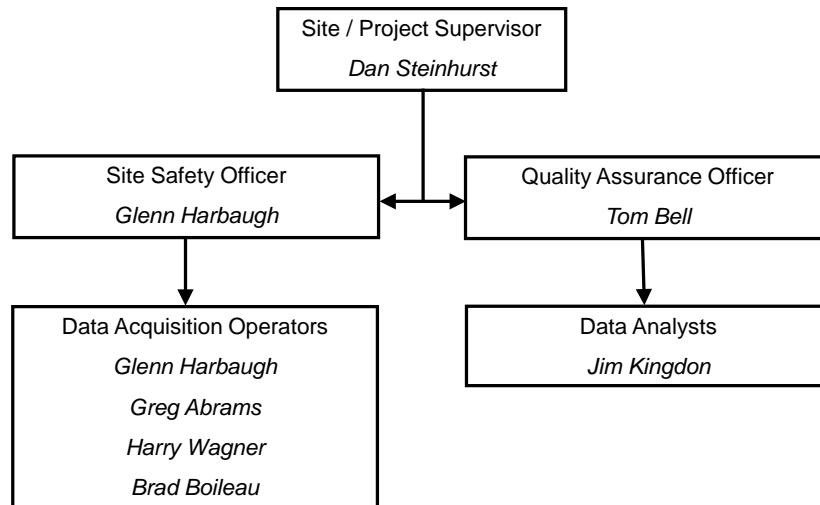 Site / Project Supervisor
Dan Steinhurst
Site Safety Officer
Glenn Harbaugh
Quality Assurance Officer
Tom Bell
Data Acquisition Operators
Glenn Harbaugh
Greg Abrams
Harry Wagner
Brad Boileau
Data Analysts
Jim Kingdon